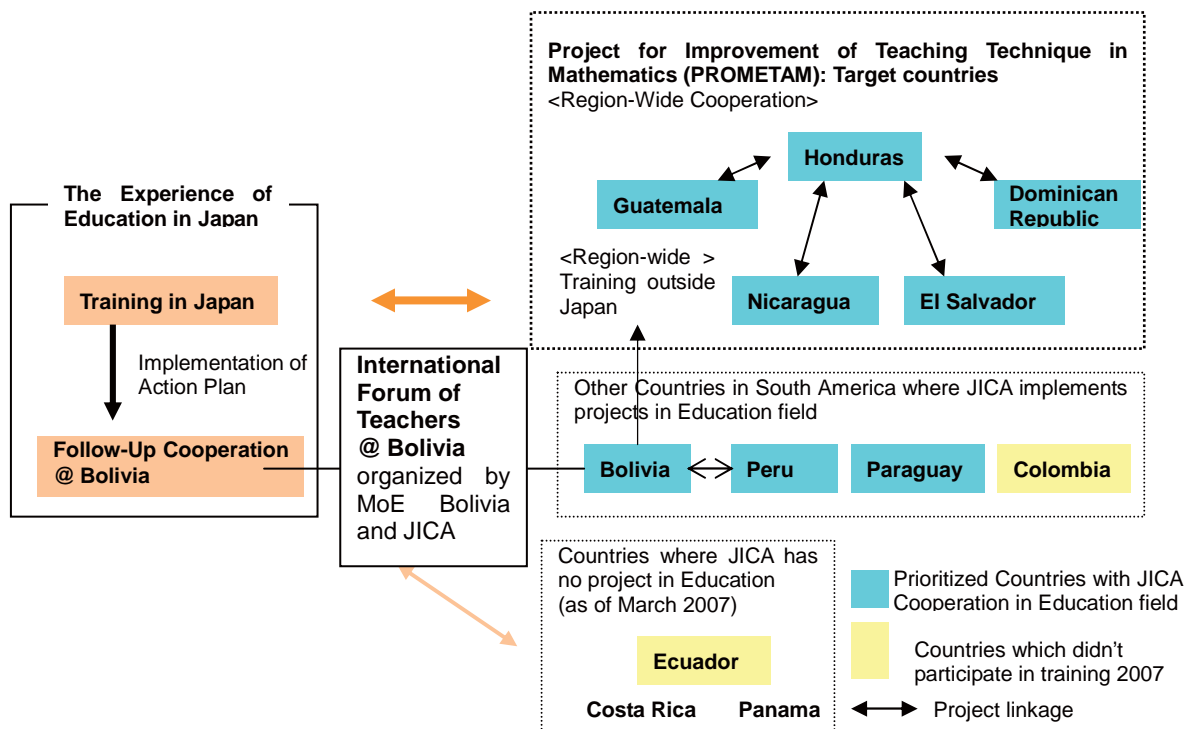 The Experience of
Education in Japan
Training in Japan
Implementation of
Action Plan
Follow-Up Cooperation
@ Bolivia
International
Forum of
Teachers
@ Bolivia
organized by
MoE Bolivia
and JICA
Project for Improvement of Teaching Technique in
Mathematics (PROMETAM): Target countries
<Region-Wide Cooperation>
Honduras
Guatemala
Dominican
Republic
<Region-wide >
Training outside
Japan
Nicaragua
El Salvador
Other Countries in South America where JICA implements
projects in Education field
Bolivia
Peru
Paraguay
Colombia
Countries where JICA has
no project in Education
(as of March 2007)
Ecuador
Costa Rica
Panama
Prioritized Countries with JICA
Cooperation in Education field
Countries which didn't
participate in training 2007
Project linkage